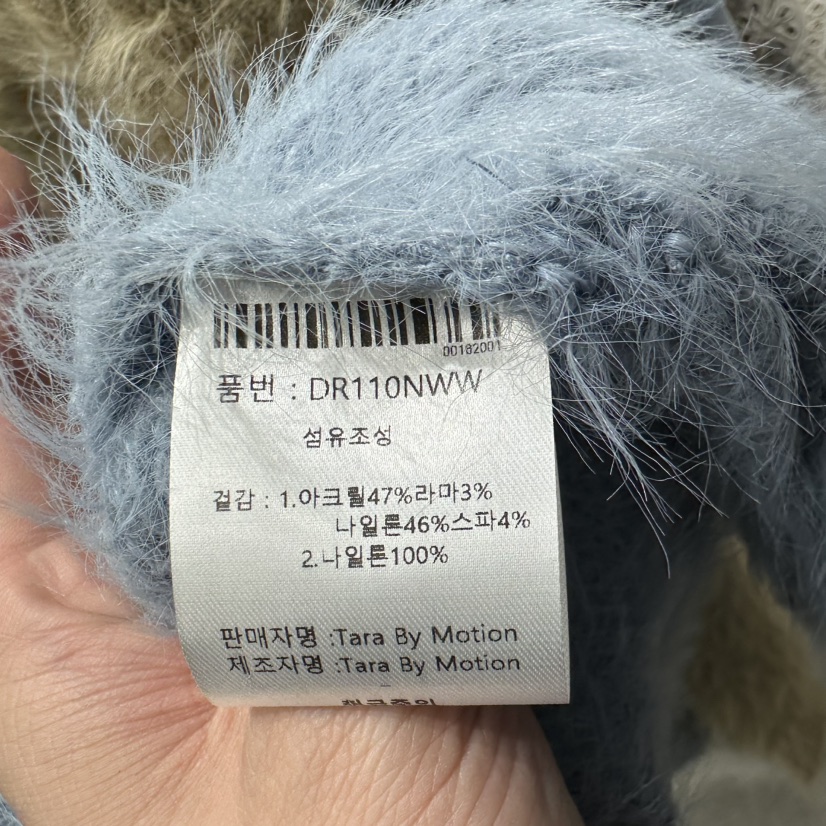 00182001
품번 : DR110NWW
섬유조성
겉감 : 1.아크릴47%라마3%
나일론46%스파4%
2.나일론100%
판매자명 :Tara By Motion
제조자명 :Tara By Motion